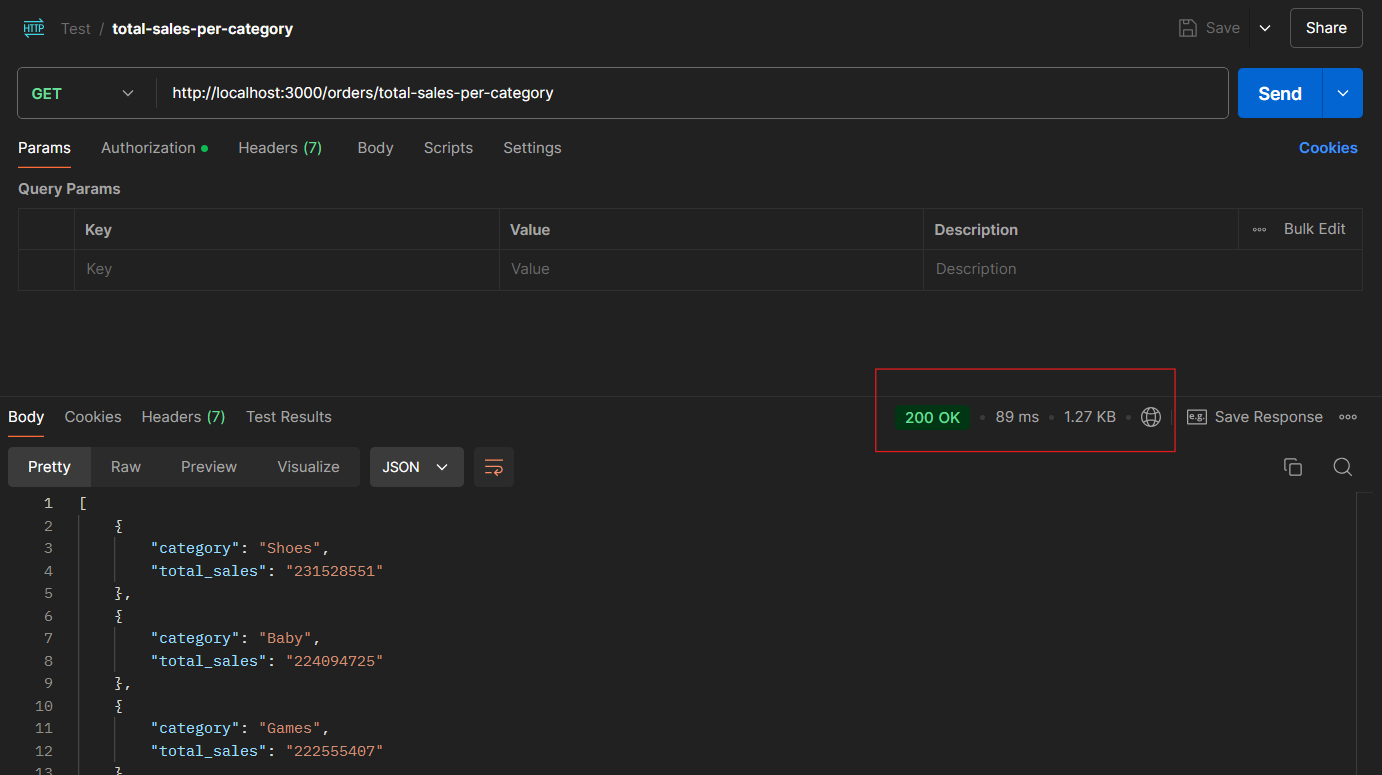 HTTP Test / total-sales-per-category Save Share
GET http://localhost:3000/orders/total-sales-per-category Send
Params Authorization Headers (7) Body Scripts Settings Cookies
Query Params
Key Value Description Bulk Edit
Key Value Description
Body Cookies Headers (7) Test Results 200 OK 89 ms 1.27 KB e.g. Save Response
Pretty Raw Preview Visualize JSON
1 [
2 {
3 "category": "Shoes",
4 "total_sales": "231528551"
5 },
6 {
7 "category": "Baby",
8 "total_sales": "224094725"
9 },
10 {
11 "category": "Games",
12 "total_sales": "222555407"
13 }